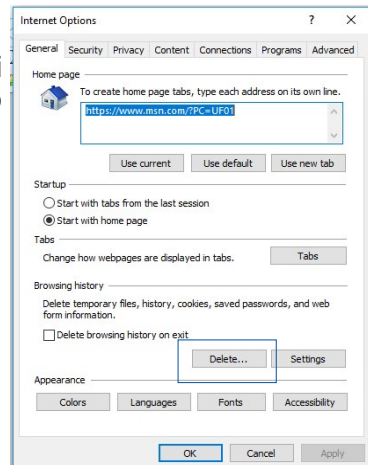 Internet Options ? X
General Security Privacy Content Connections Programs Advanced
Home page
To create home page tabs, type each address on its own line.
https://www.msn.com/?PC=UF01
Use current Use default Use new tab
Startup
Start with tabs from the last session
Start with home page
Tabs
Change how webpages are displayed in tabs. Tabs
Browsing history
Delete temporary files, history, cookies, saved passwords, and web
form information.
Delete browsing history on exit
Delete... Settings
Appearance
Colors Languages Fonts Accessibility
OK Cancel Apply